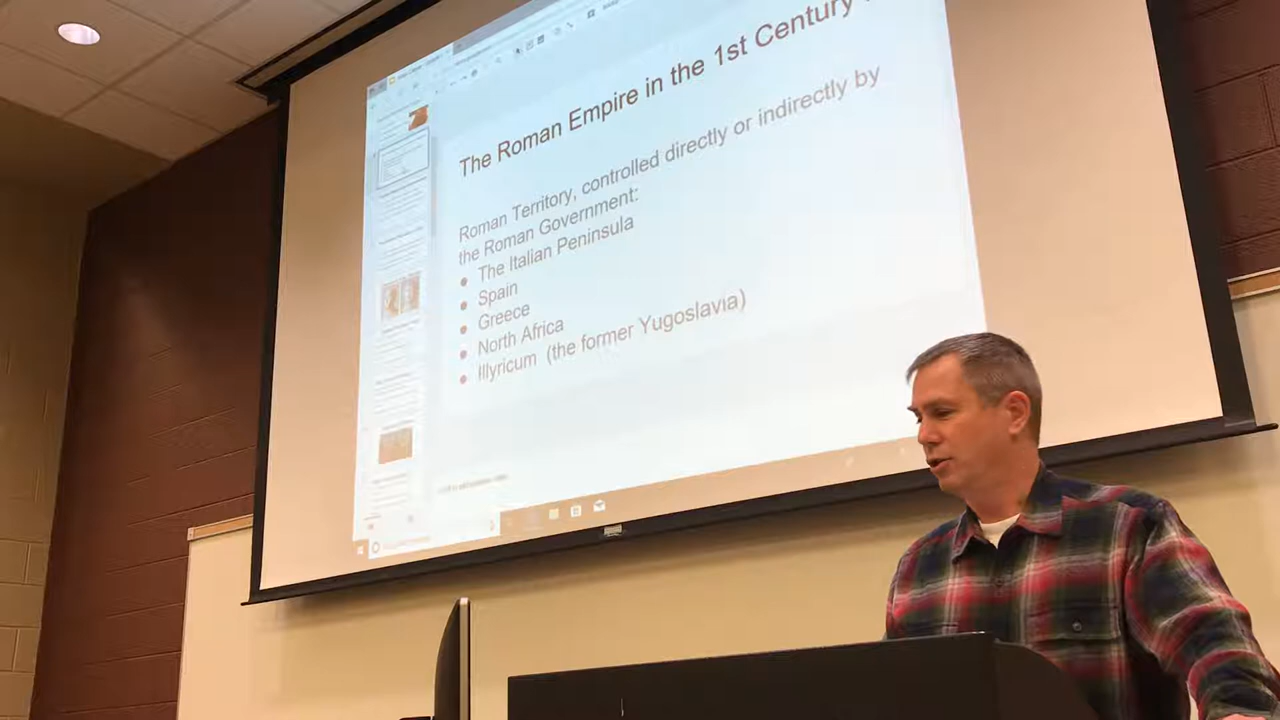 The Roman Empire in the 1st Century
Roman Territory, controlled directly or indirectly by
the Roman Government:
● The Italian Peninsula
● Spain
● Greece
● North Africa
● Illyricum (the former Yugoslavia)